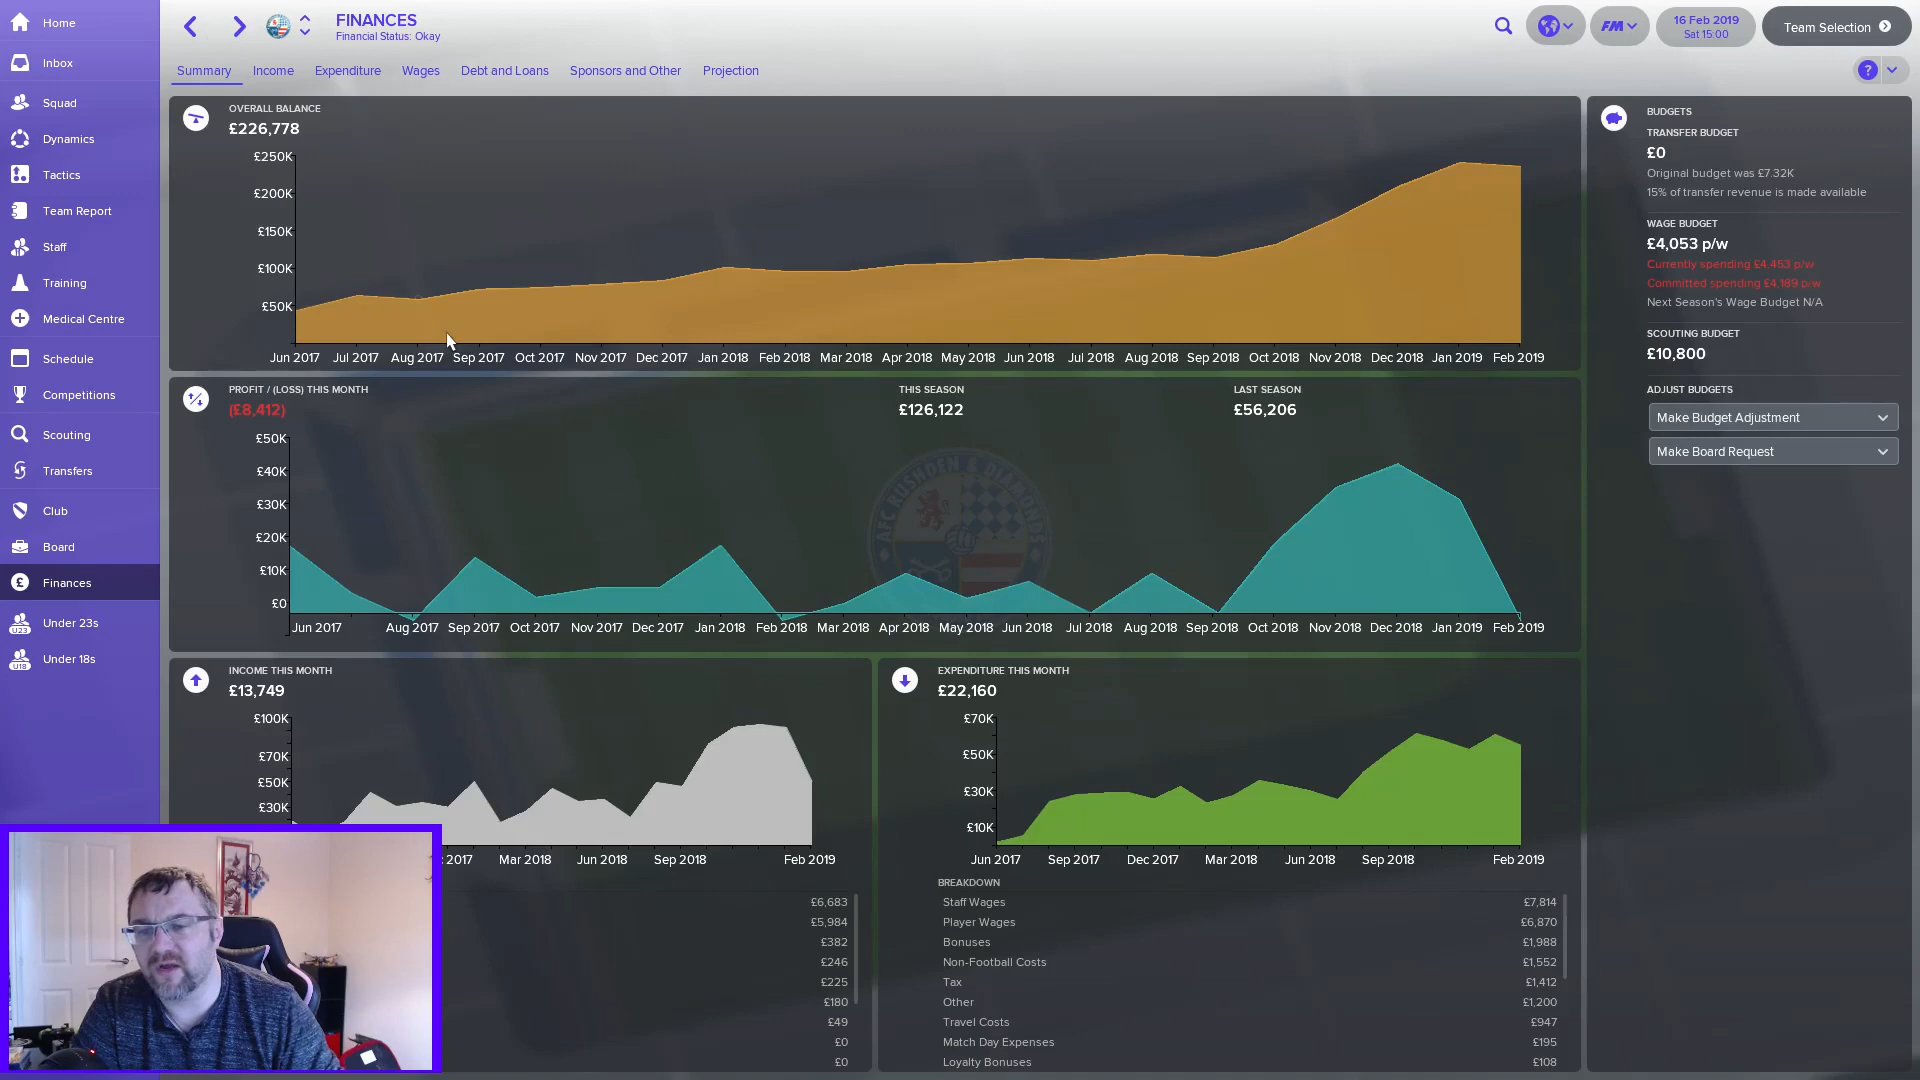 Home
Inbox
Squad
Dynamics
Tactics
Team Report
Staff
Training
Medical Centre
Schedule
Competitions
Scouting
Transfers
Club
Board
Finances
Under 23s
Under 18s
FINANCES
Financial Status: Okay
FM
16 Feb 2019
Sat 15:00
Team Selection
Summary Income Expenditure Wages Debt and Loans Sponsors and Other Projection
?
OVERALL BALANCE
£226,778
£250K
£200K
£150K
£100K
£50K
Jun 2017 Jul 2017 Aug 2017 Sep 2017 Oct 2017 Nov 2017 Dec 2017 Jan 2018 Feb 2018 Mar 2018 Apr 2018 May 2018 Jun 2018 Jul 2018 Aug 2018 Sep 2018 Oct 2018 Nov 2018 Dec 2018 Jan 2019 Feb 2019
PROFIT / (LOSS) THIS MONTH
(£8,412)
THIS SEASON
£126,122
LAST SEASON
£56,206
£50K
£40K
£30K
£20K
£10K
£0
AFC RUSHDEN & DIAMONDS
Jun 2017 Aug 2017 Sep 2017 Oct 2017 Nov 2017 Dec 2017 Jan 2018 Feb 2018 Mar 2018 Apr 2018 May 2018 Jun 2018 Jul 2018 Aug 2018 Sep 2018 Oct 2018 Nov 2018 Dec 2018 Jan 2019 Feb 2019
INCOME THIS MONTH
£13,749
£100K
£70K
£50K
£30K
2017 Mar 2018 Jun 2018 Sep 2018 Feb 2019
£6,683
£5,984
£382
£246
£225
£180
£49
£0
£0
EXPENDITURE THIS MONTH
£22,160
£70K
£50K
£30K
£10K
Jun 2017 Sep 2017 Dec 2017 Mar 2018 Jun 2018 Sep 2018 Feb 2019
BREAKDOWN
Staff Wages £7,814
Player Wages £6,870
Bonuses £1,988
Non-Football Costs £1,552
Tax £1,412
Other £1,200
Travel Costs £947
Match Day Expenses £195
Loyalty Bonuses £108
BUDGETS
TRANSFER BUDGET
£0
Original budget was £7.32K
15% of transfer revenue is made available
WAGE BUDGET
£4,053 p/w
Currently spending £4,453 p/w
Committed spending £4,189 p/w
Next Season's Wage Budget N/A
SCOUTING BUDGET
£10,800
ADJUST BUDGETS
Make Budget Adjustment
Make Board Request